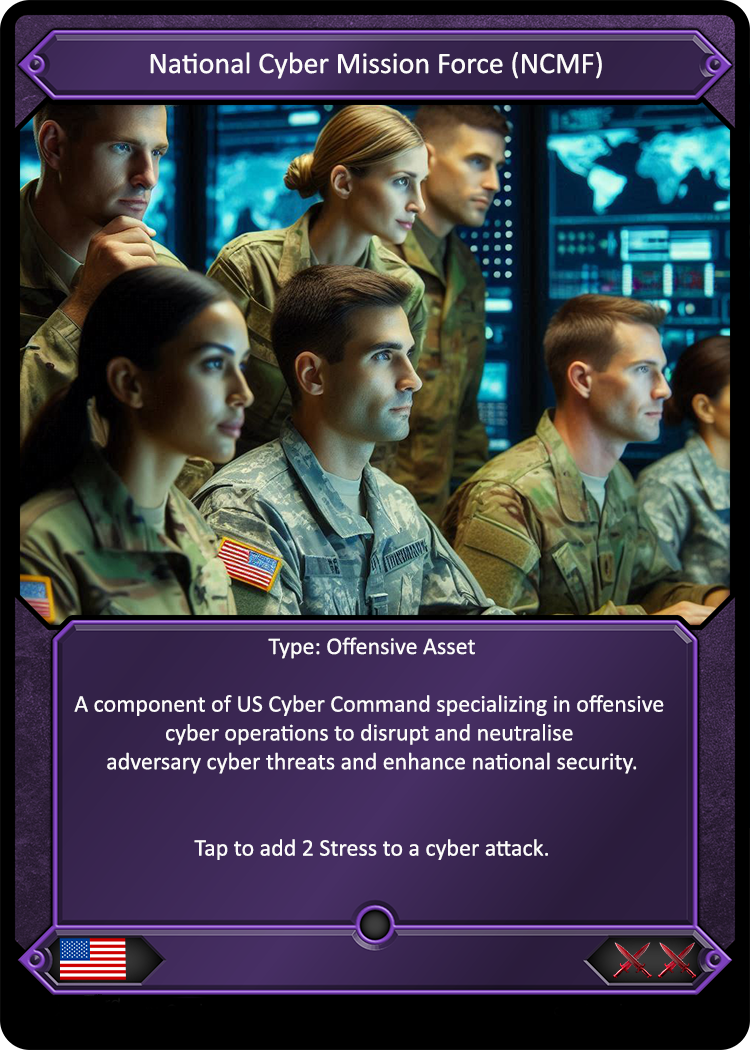 National Cyber Mission Force (NCMF)
Type: Offensive Asset
A component of US Cyber Command specializing in offensive
cyber operations to disrupt and neutralise
adversary cyber threats and enhance national security.
Tap to add 2 Stress to a cyber attack.